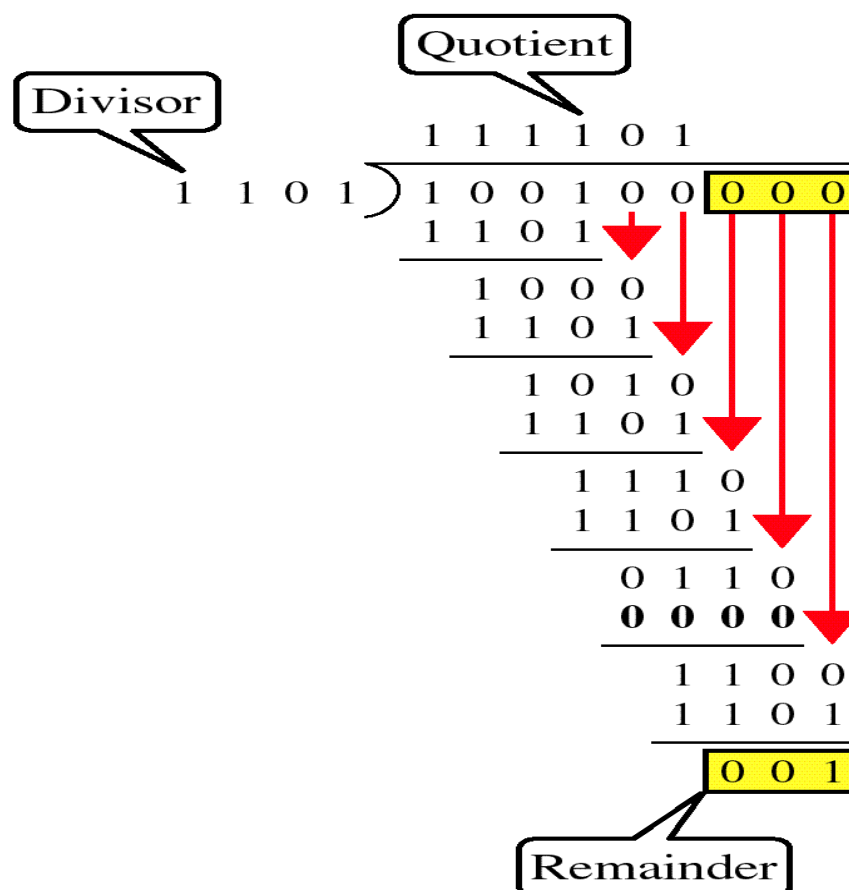 Quotient
Divisor
1 1 1 1 0 1
1 1 0 1 1 0 0 1 0 0 0 0 0
1 1 0 1
1 0 0 0
1 1 0 1
1 0 1 0
1 1 0 1
1 1 1 0
1 1 0 1
0 1 1 0
0 0 0 0
1 1 0 0
1 1 0 1
0 0 1
Remainder